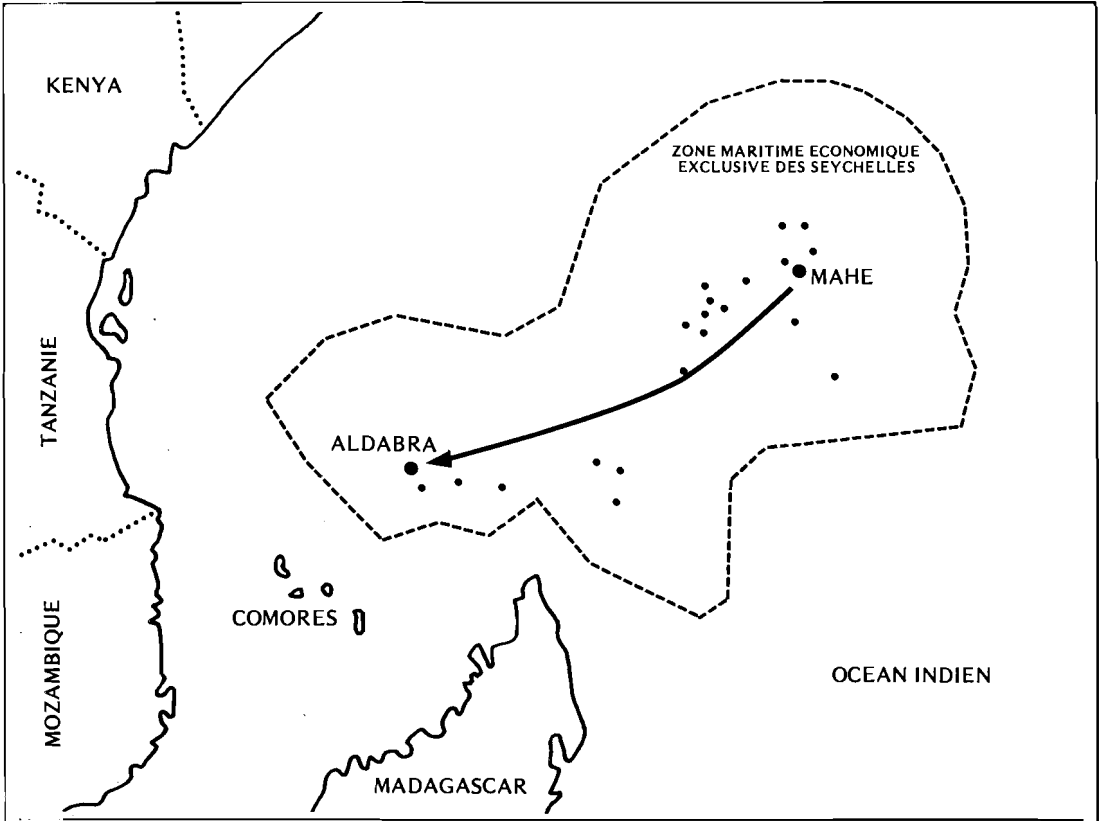 KENYA
ZONE MARITIME ECONOMIQUE
EXCLUSIVE DES SEYCHELLES
MAHE
TANZANIE
ALDABRA
COMORES
MOZAMBIQUE
OCEAN INDIEN
MADAGASCAR